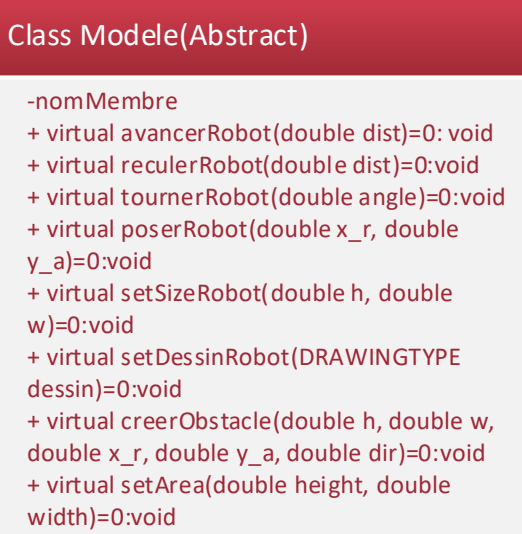 Class Modele(Abstract)
-nomMembre
+ virtual avancerRobot(double dist)=0: void
+ virtual reculerRobot(double dist)=0:void
+ virtual tournerRobot(double angle)=0:void
+ virtual poserRobot(double x_r, double
y_a)=0:void
+ virtual setSizeRobot(double h, double
w)=0:void
+ virtual setDessinRobot(DRAWINGTYPE
dessin)=0:void
+ virtual creerObstacle(double h, double w,
double x_r, double y_a, double dir)=0:void
+ virtual setArea(double height, double
width)=0:void